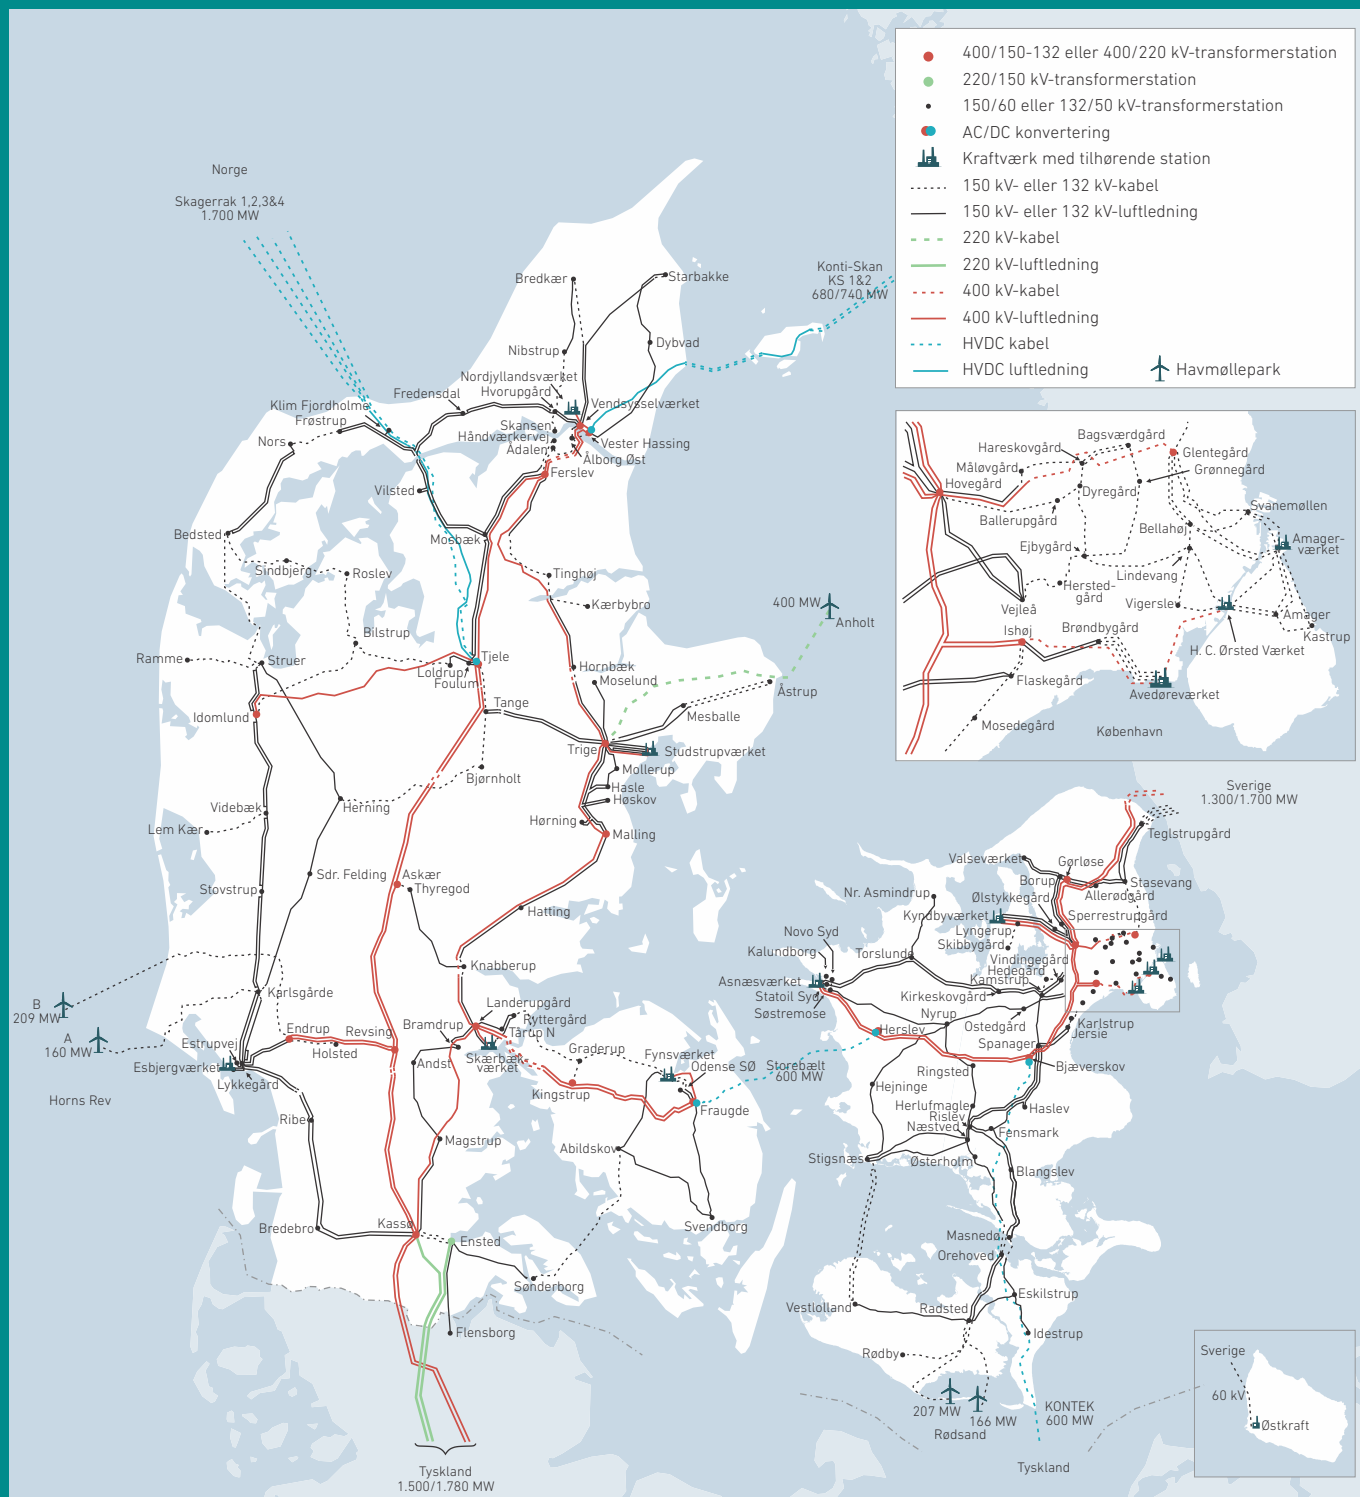 400/150-132 eller 400/220 kV-transformerstation
220/150 kV-transformerstation
150/60 eller 132/50 kV-transformerstation
AC/DC konvertering
Kraftværk med tilhørende station
150 kV- eller 132 kV-kabel
150 kV- eller 132 kV-luftledning
220 kV-kabel
220 kV-luftledning
400 kV-kabel
400 kV-luftledning
HVDC kabel
HVDC luftledning
Havmøllepark
Norge
Skagerrak 1,2,3&4
1.700 MW
Konti-Skan
KS 1&2
680/740 MW
Bredkær
Starbakke
Nibstrup
Dybvad
Nordjyllandsværket
Hvorupgård
Fredensdal
Vendsysselværket
Klim Fjordholme
Frøstrup
Skansen
Håndværkervej
Ådalen
Vester Hassing
Ålborg Øst
Nors
Ferslev
Vilsted
Bedsted
Mosbæk
Sindbjerg
Roslev
Tinghøj
Kærbybro
400 MW
Anholt
Bilstrup
Ramme
Struer
Tjele
Loldrup
Foulum
Hornbæk
Moselund
Åstrup
Idomlund
Tange
Mesballe
Trige
Studstrupværket
Mollerup
Bjørnholt
Hasle
Høskov
Videbæk
Herning
Hørning
Lem Kær
Malling
Sdr. Felding
Askær
Thyregod
Stovstrup
Hatting
Knabberup
Karlsgårde
B
209 MW
A
160 MW
Landerupgård
Ryttergård
Bramdrup
Tårup N
Endrup
Revsing
Estrupvej
Holsted
Andst
Skærbæk-
værket
Graderup
Fynsværket
Odense SØ
Esbjergværket
Lykkegård
Horns Rev
Kingstrup
Fraugde
Storebælt
600 MW
Ribe
Magstrup
Abildskov
Bredebro
Kassø
Ensted
Svendborg
Sønderborg
Flensborg
Tyskland
1.500/1.780 MW
Hareskovgård
Bagsværdgård
Glentegård
Måløvgård
Grønnegård
Hovegård
Dyregård
Ballerupgård
Svanemøllen
Bellahøj
Amager-
værket
Ejbygård
Lindevang
Hersted-
gård
Vejleå
Vigerslev
Amager
Ishøj
Brøndbygård
Kastrup
H. C. Ørsted Værket
Flaskegård
Avedøreværket
Mosedegård
København
Sverige
1.300/1.700 MW
Teglstrupgård
Valseværket
Gørløse
Borup
Stasevang
Allerødgård
Nr. Asmindrup
Ølstykkegård
Kyndbyværket
Sperrestrupgård
Lyngerup
Skibbygård
Novo Syd
Kalundborg
Torslunde
Vindingegård
Hedegård
Kamstrup
Asnæsværket
Statoil Syd
Søstremose
Kirkeskovgård
Nyrup
Ostedgård
Karlstrup
Jersie
Herslev
Spanager
Bjæverskov
Ringsted
Hejninge
Herlufmagle
Haslev
Rislev
Næstved
Fensmark
Stigsnæs
Østerholm
Blangslev
Masnedø
Orehoved
Eskilstrup
Vestlolland
Radsted
Idestrup
Rødby
207 MW
166 MW
Rødsand
KONTEK
600 MW
Tyskland
Sverige
60 kV
Østkraft